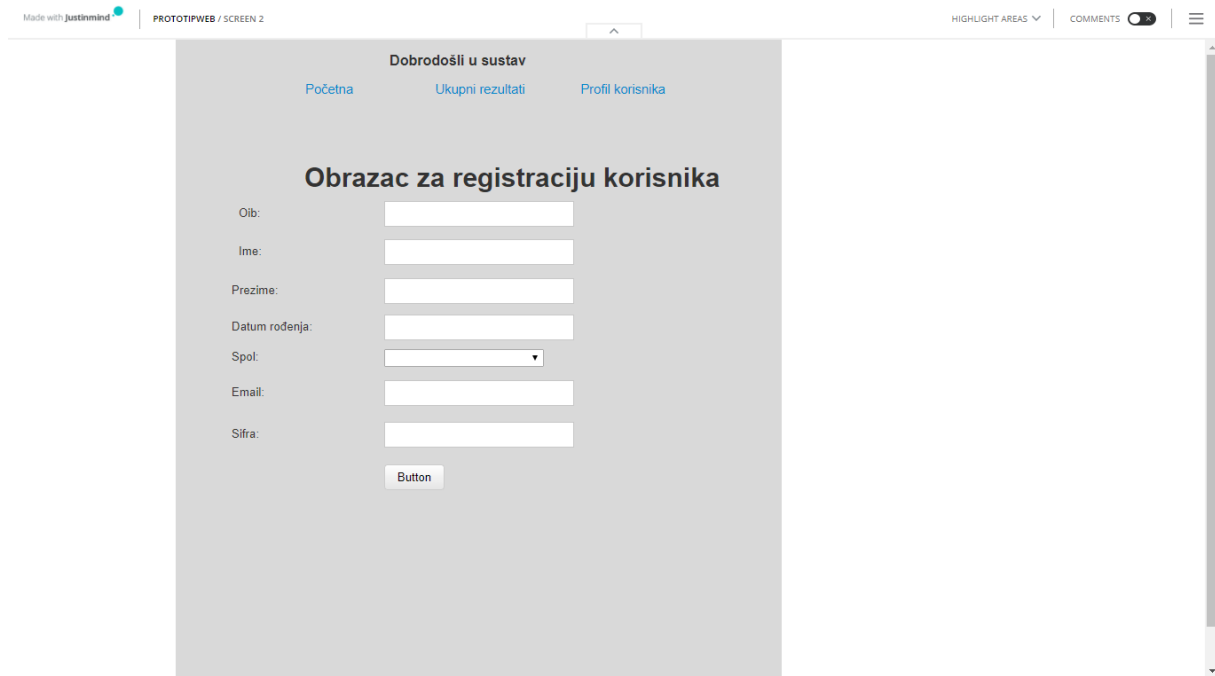 Made with Justinmind
PROTOTIPWEB / SCREEN 2
HIGHLIGHT AREAS
COMMENTS
Dobrodošli u sustav
Početna Ukupni rezultati Profil korisnika
Obrazac za registraciju korisnika
Oib:
Ime:
Prezime:
Datum rođenja:
Spol:
Email:
Sifra:
Button